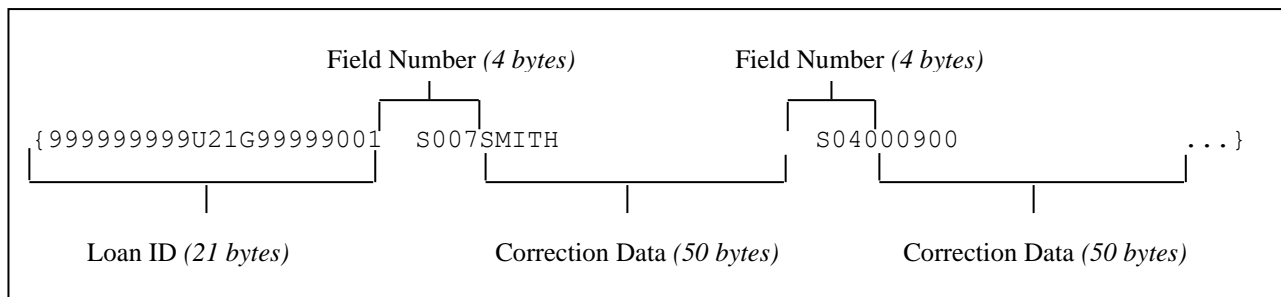 Field Number (4 bytes) Field Number (4 bytes)
{999999999U21G99999001 S007SMITH S04000900 ...}
Loan ID (21 bytes) Correction Data (50 bytes) Correction Data (50 bytes)